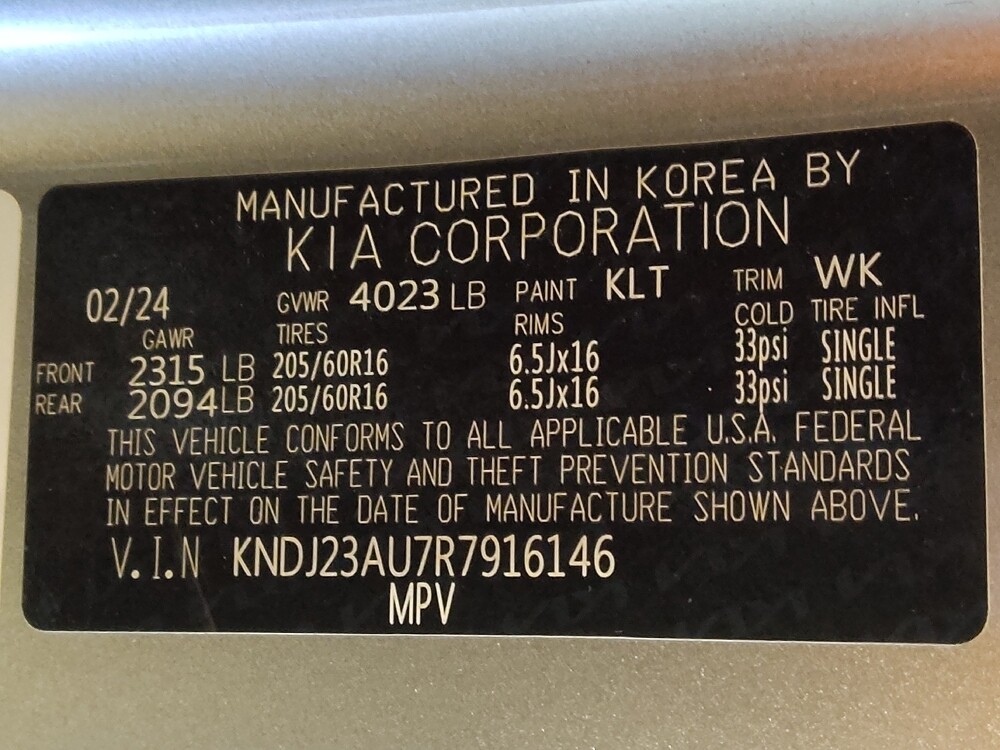 MANUFACTURED IN KOREA BY
KIA CORPORATION
02/24 GVWR 4023 LB PAINT KLT TRIM WK
GAWR TIRES RIMS COLD TIRE INFL
FRONT 2315 LB 205/60R16 6.5Jx16 33psi SINGLE
REAR 2094 LB 205/60R16 6.5Jx16 33psi SINGLE
THIS VEHICLE CONFORMS TO ALL APPLICABLE U.S.A. FEDERAL
MOTOR VEHICLE SAFETY AND THEFT PREVENTION STANDARDS
IN EFFECT ON THE DATE OF MANUFACTURE SHOWN ABOVE.
V.I.N KNDJ23AU7R7916146
MPV